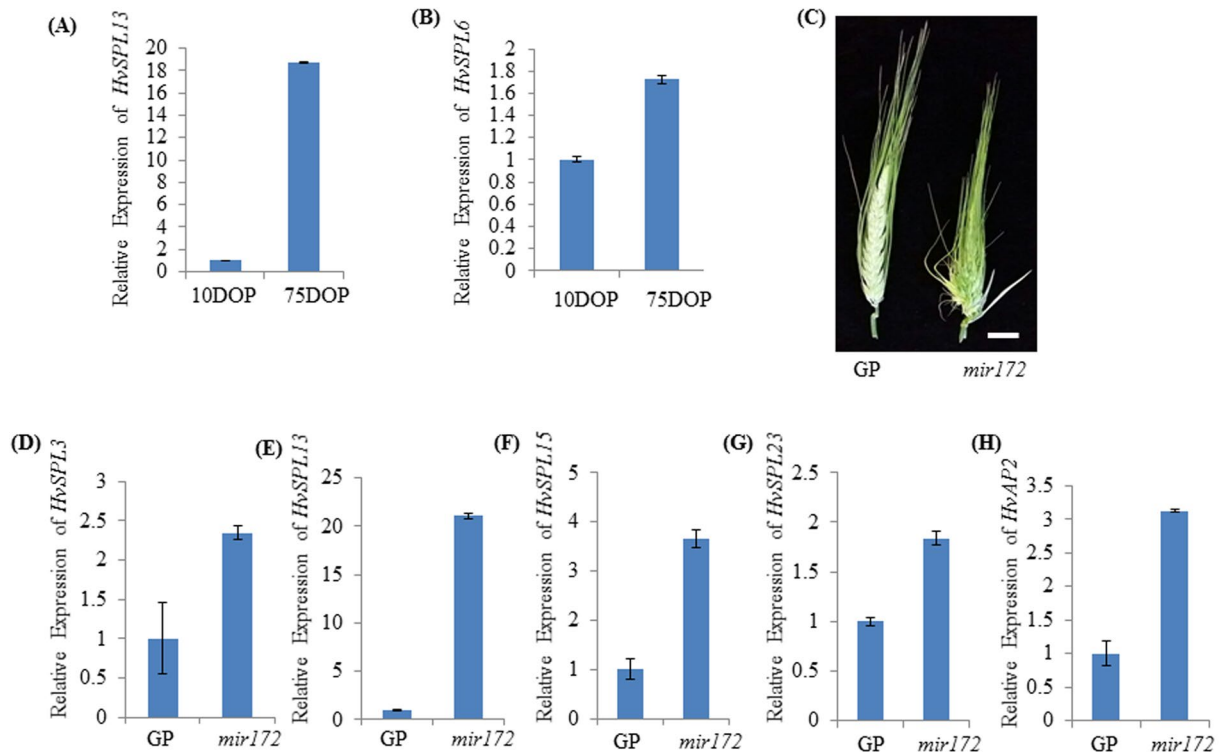 (A)
Relative Expression of HvSPL13
20
18
16
14
12
10
8
6
4
2
0
10DOP
75DOP
(B)
Relative Expression of HvSPL6
2
1.8
1.6
1.4
1.2
1
0.8
0.6
0.4
0.2
0
10DOP
75DOP
(C)
GP
mir172
(D)
Relative Expression of HvSPL3
3
2.5
2
1.5
1
0.5
0
GP
mir172
(E)
Relative Expression of HvSPL13
25
20
15
10
5
0
GP
mir172
(F)
Relative Expression of HvSPL15
5
4
3
2
1
0
GP
mir172
(G)
Relative Expression of HvSPL23
2.5
2
1.5
1
0.5
0
GP
mir172
(H)
Relative Expression of HvAP2
3.5
3
2.5
2
1.5
1
0.5
0
GP
mir172